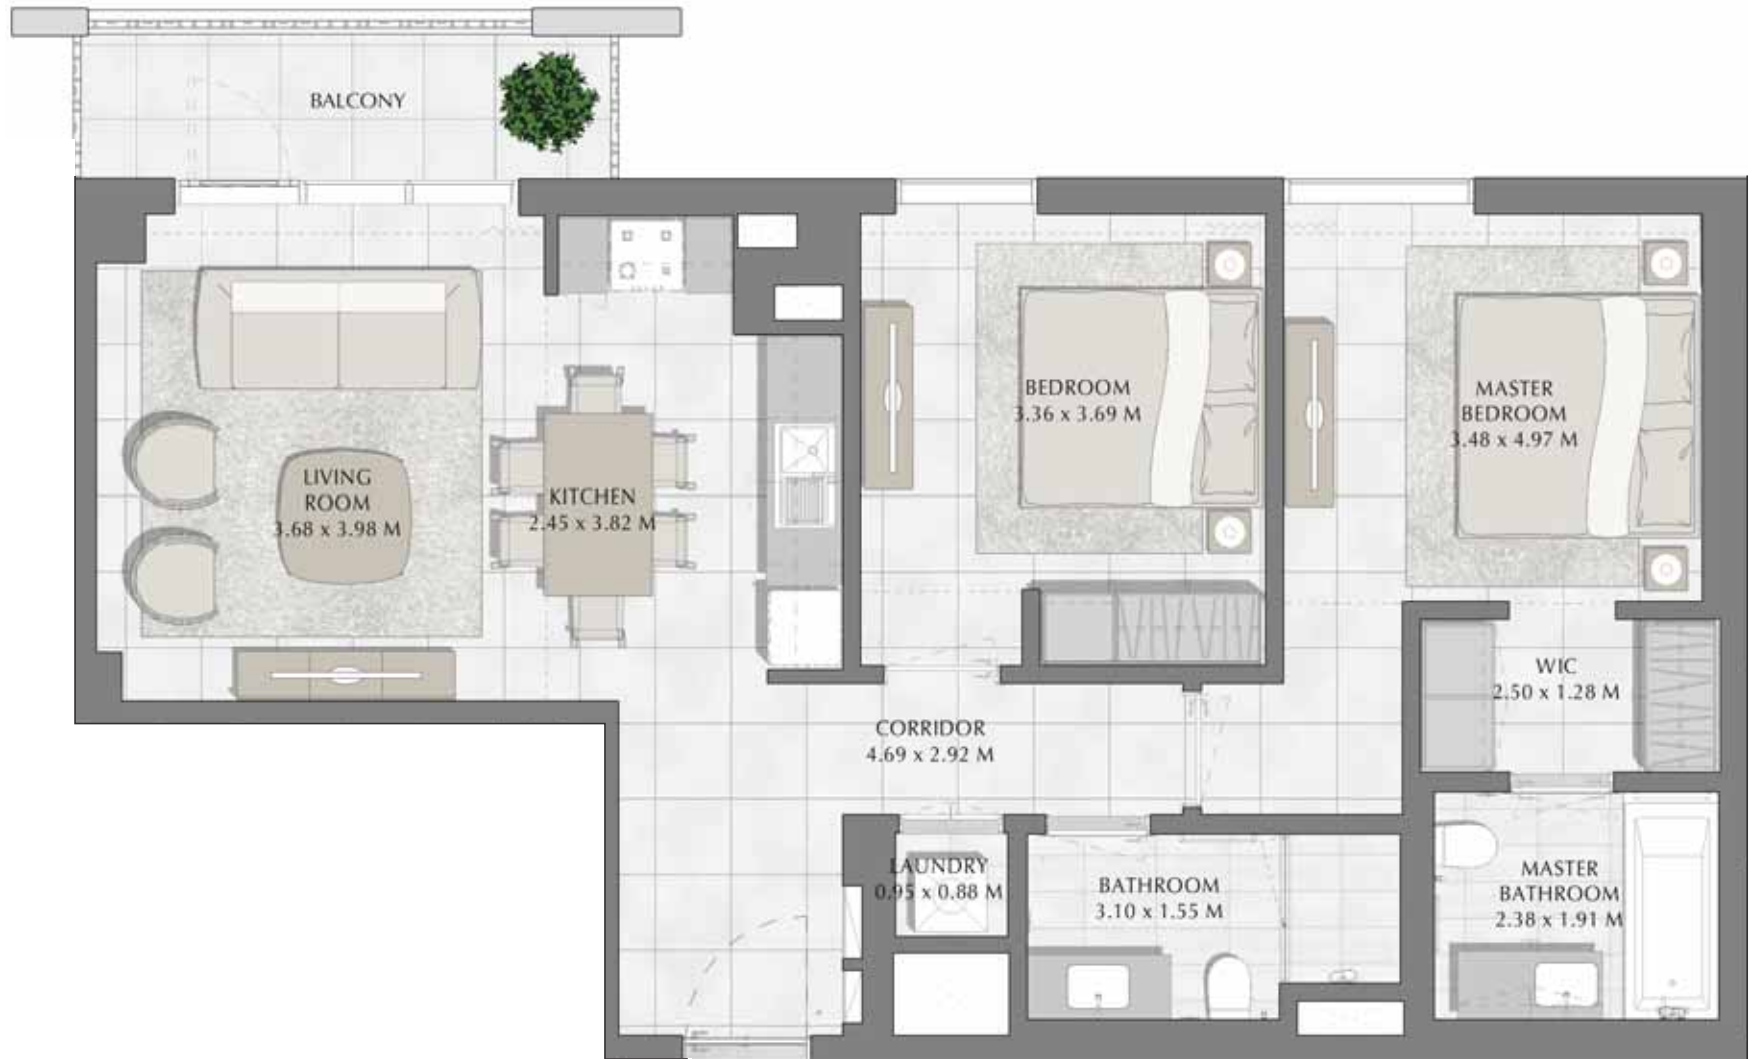 BALCONY
BEDROOM
3.36 x 3.69 M
MASTER
BEDROOM
3.48 x 4.97 M
LIVING
ROOM
3.68 x 3.98 M
KITCHEN
2.45 x 3.82 M
WIC
2.50 x 1.28 M
CORRIDOR
4.69 x 2.92 M
LAUNDRY
0.95 x 0.88 M
BATHROOM
3.10 x 1.55 M
MASTER
BATHROOM
2.38 x 1.91 M